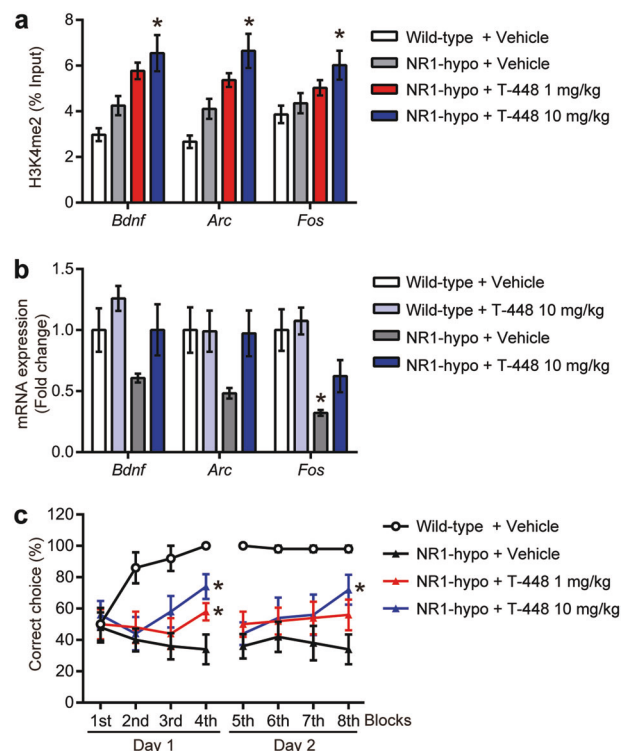 a
H3K4me2 (% Input)
8
6
4
2
0
* * *
Bdnf Arc Fos
Wild-type + Vehicle
NR1-hypo + Vehicle
NR1-hypo + T-448 1 mg/kg
NR1-hypo + T-448 10 mg/kg
b
mRNA expression
(Fold change)
1.5
1.0
0.5
0.0
*
Bdnf Arc Fos
Wild-type + Vehicle
Wild-type + T-448 10 mg/kg
NR1-hypo + Vehicle
NR1-hypo + T-448 10 mg/kg
c
Correct choice (%)
120
100
80
60
40
20
0
*
*
*
1st 2nd 3rd 4th 5th 6th 7th 8th Blocks
Day 1 Day 2
Wild-type + Vehicle
NR1-hypo + Vehicle
NR1-hypo + T-448 1 mg/kg
NR1-hypo + T-448 10 mg/kg